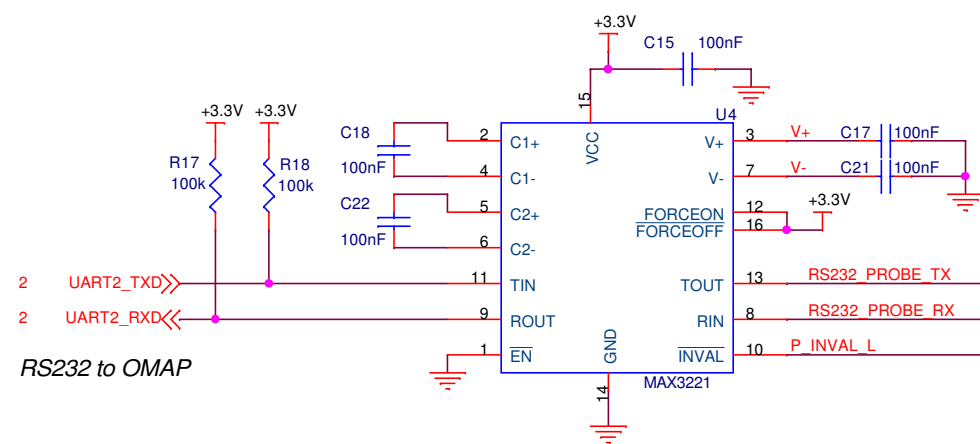 +3.3V
C15 100nF
15
U4
+3.3V +3.3V
C18
100nF
2 C1+ VCC V+ 3 V+ C17 100nF
R17
100k
R18
100k
4 C1- V- 7 V- C21 100nF
C22
100nF
5 C2+ FORCEON 12 +3.3V
FORCEOFF 16
6 C2-
2 UART2_TXD 11 TIN TOUT 13 RS232_PROBE_TX
2 UART2_RXD 9 ROUT RIN 8 RS232_PROBE_RX
1 EN GND INVAL 10 P_INVAL_L
RS232 to OMAP
14
MAX3221